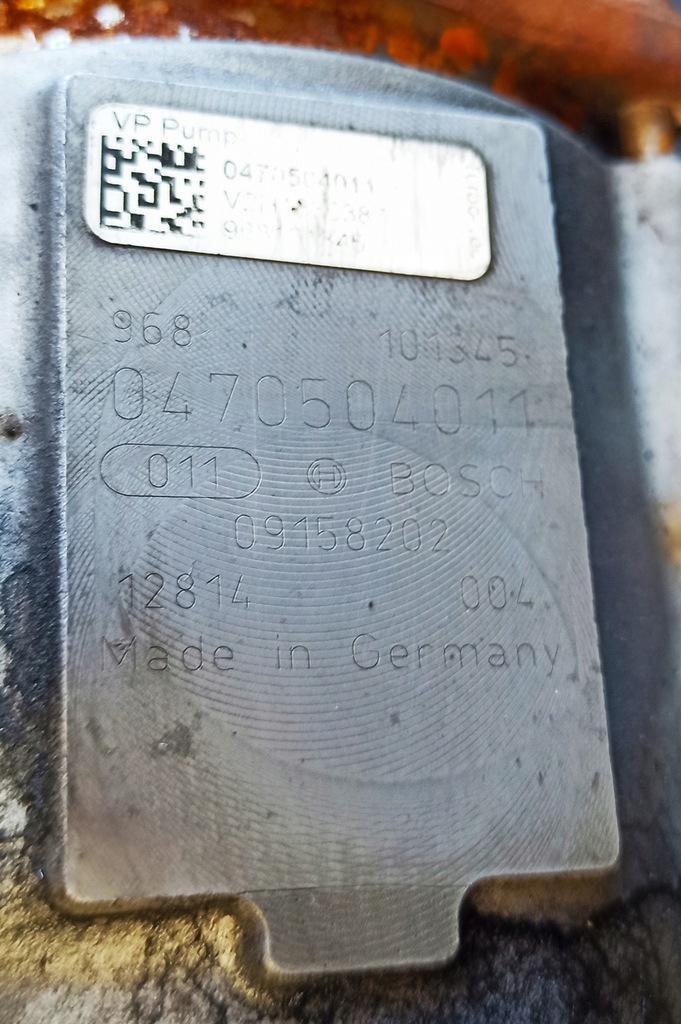 VP Pump
0470504011
968 101345
0470504011
011 BOSCH
09158202
12814 004
Made in Germany